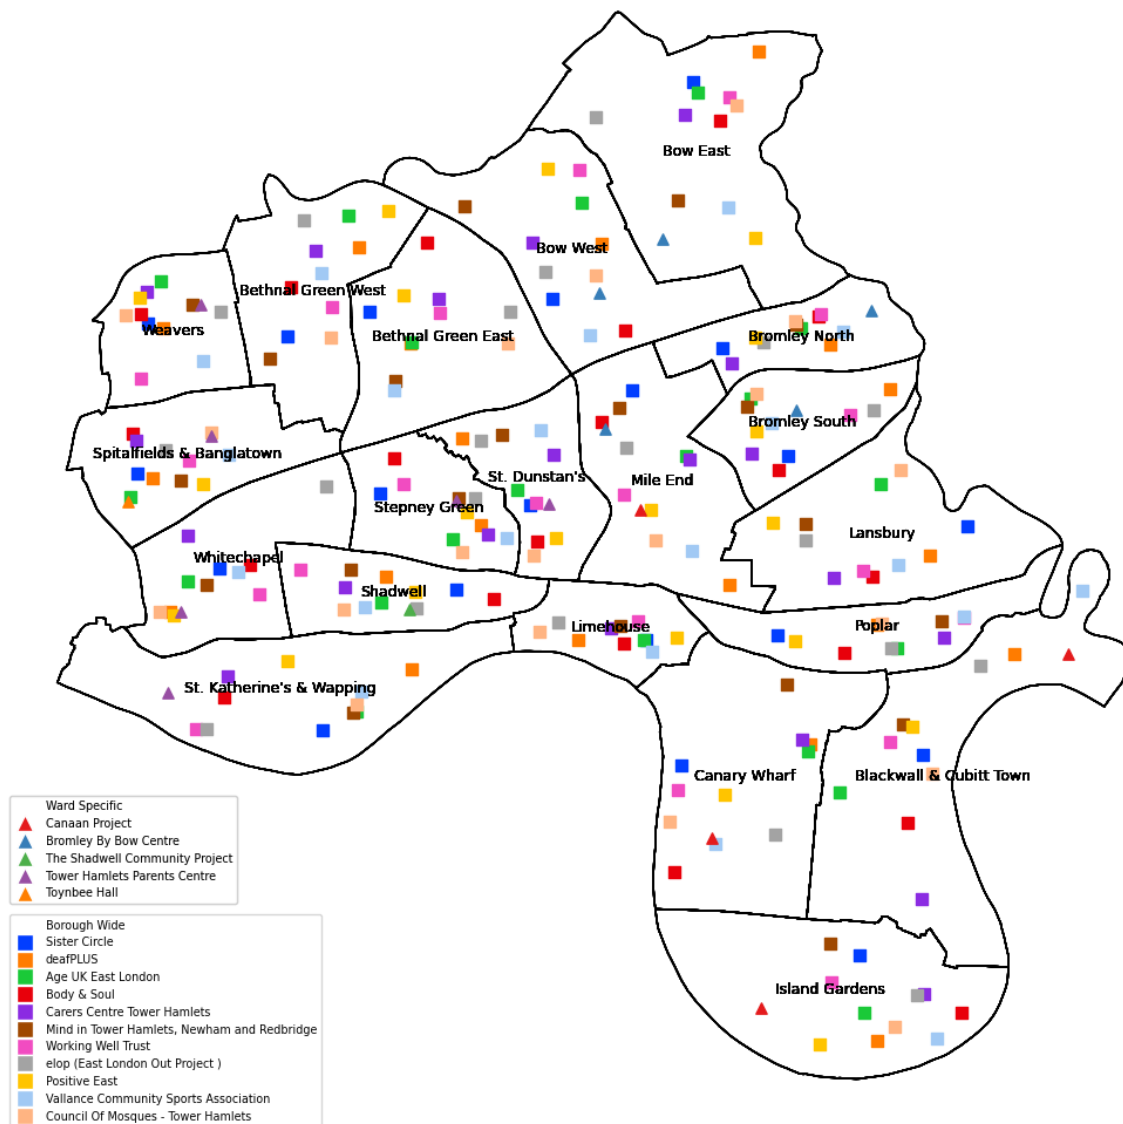 Bow East
Bow West
Bethnal Green West
Weavers
Bethnal Green East
Bromley North
Bromley South
Spitalfields & Banglatown
St. Dunstan's
Mile End
Stepney Green
Lansbury
Whitechapel
Shadwell
Limehouse
Poplar
St. Katherine's & Wapping
Canary Wharf
Blackwall & Cubitt Town
Island Gardens
Ward Specific
Canaan Project
Bromley By Bow Centre
The Shadwell Community Project
Tower Hamlets Parents Centre
Toynbee Hall
Borough Wide
Sister Circle
deafPLUS
Age UK East London
Body & Soul
Carers Centre Tower Hamlets
Mind in Tower Hamlets, Newham and Redbridge
Working Well Trust
elop (East London Out Project )
Positive East
Vallance Community Sports Association
Council Of Mosques - Tower Hamlets